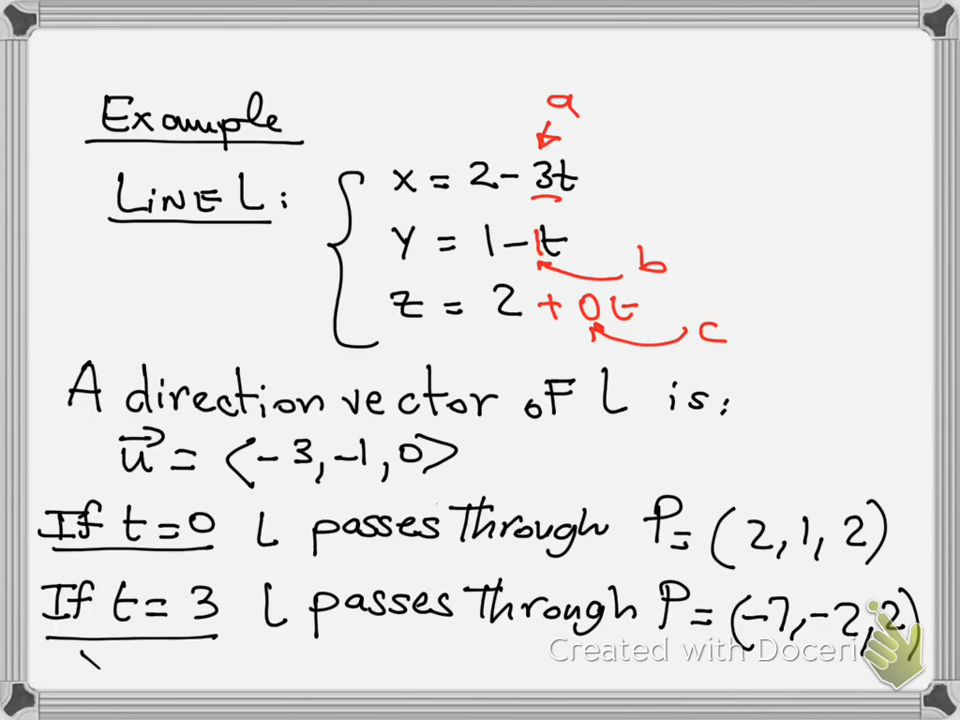 Example
a
LINE L:
x = 2 - 3t
y = 1 - 1t
b
z = 2 + 0t
c
A direction vector of L is:
u = <-3, -1, 0>
If t = 0 L passes through P = (2, 1, 2)
If t = 3 L passes through P = (-7, -2, 2)
Created with Doceri